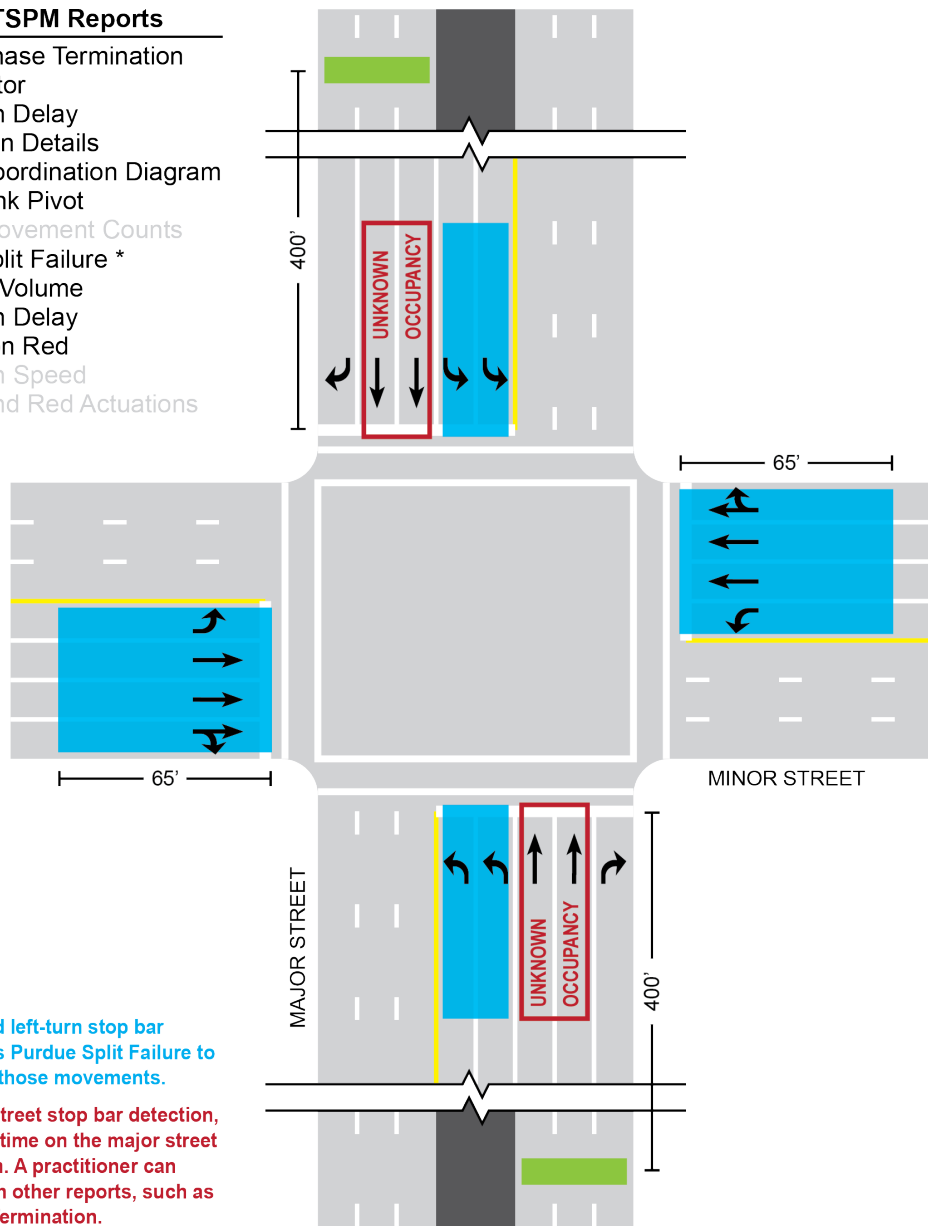 TSPM Reports
hase Termination
tor
n Delay
n Details
oordination Diagram
nk Pivot
ovement Counts
plit Failure *
Volume
n Delay
on Red
n Speed
nd Red Actuations
400'
UNKNOWN
OCCUPANCY
65'
65'
MINOR STREET
MAJOR STREET
UNKNOWN
OCCUPANCY
400'
d left-turn stop bar
s Purdue Split Failure to
those movements.
street stop bar detection,
time on the major street
n. A practitioner can
n other reports, such as
ermination.